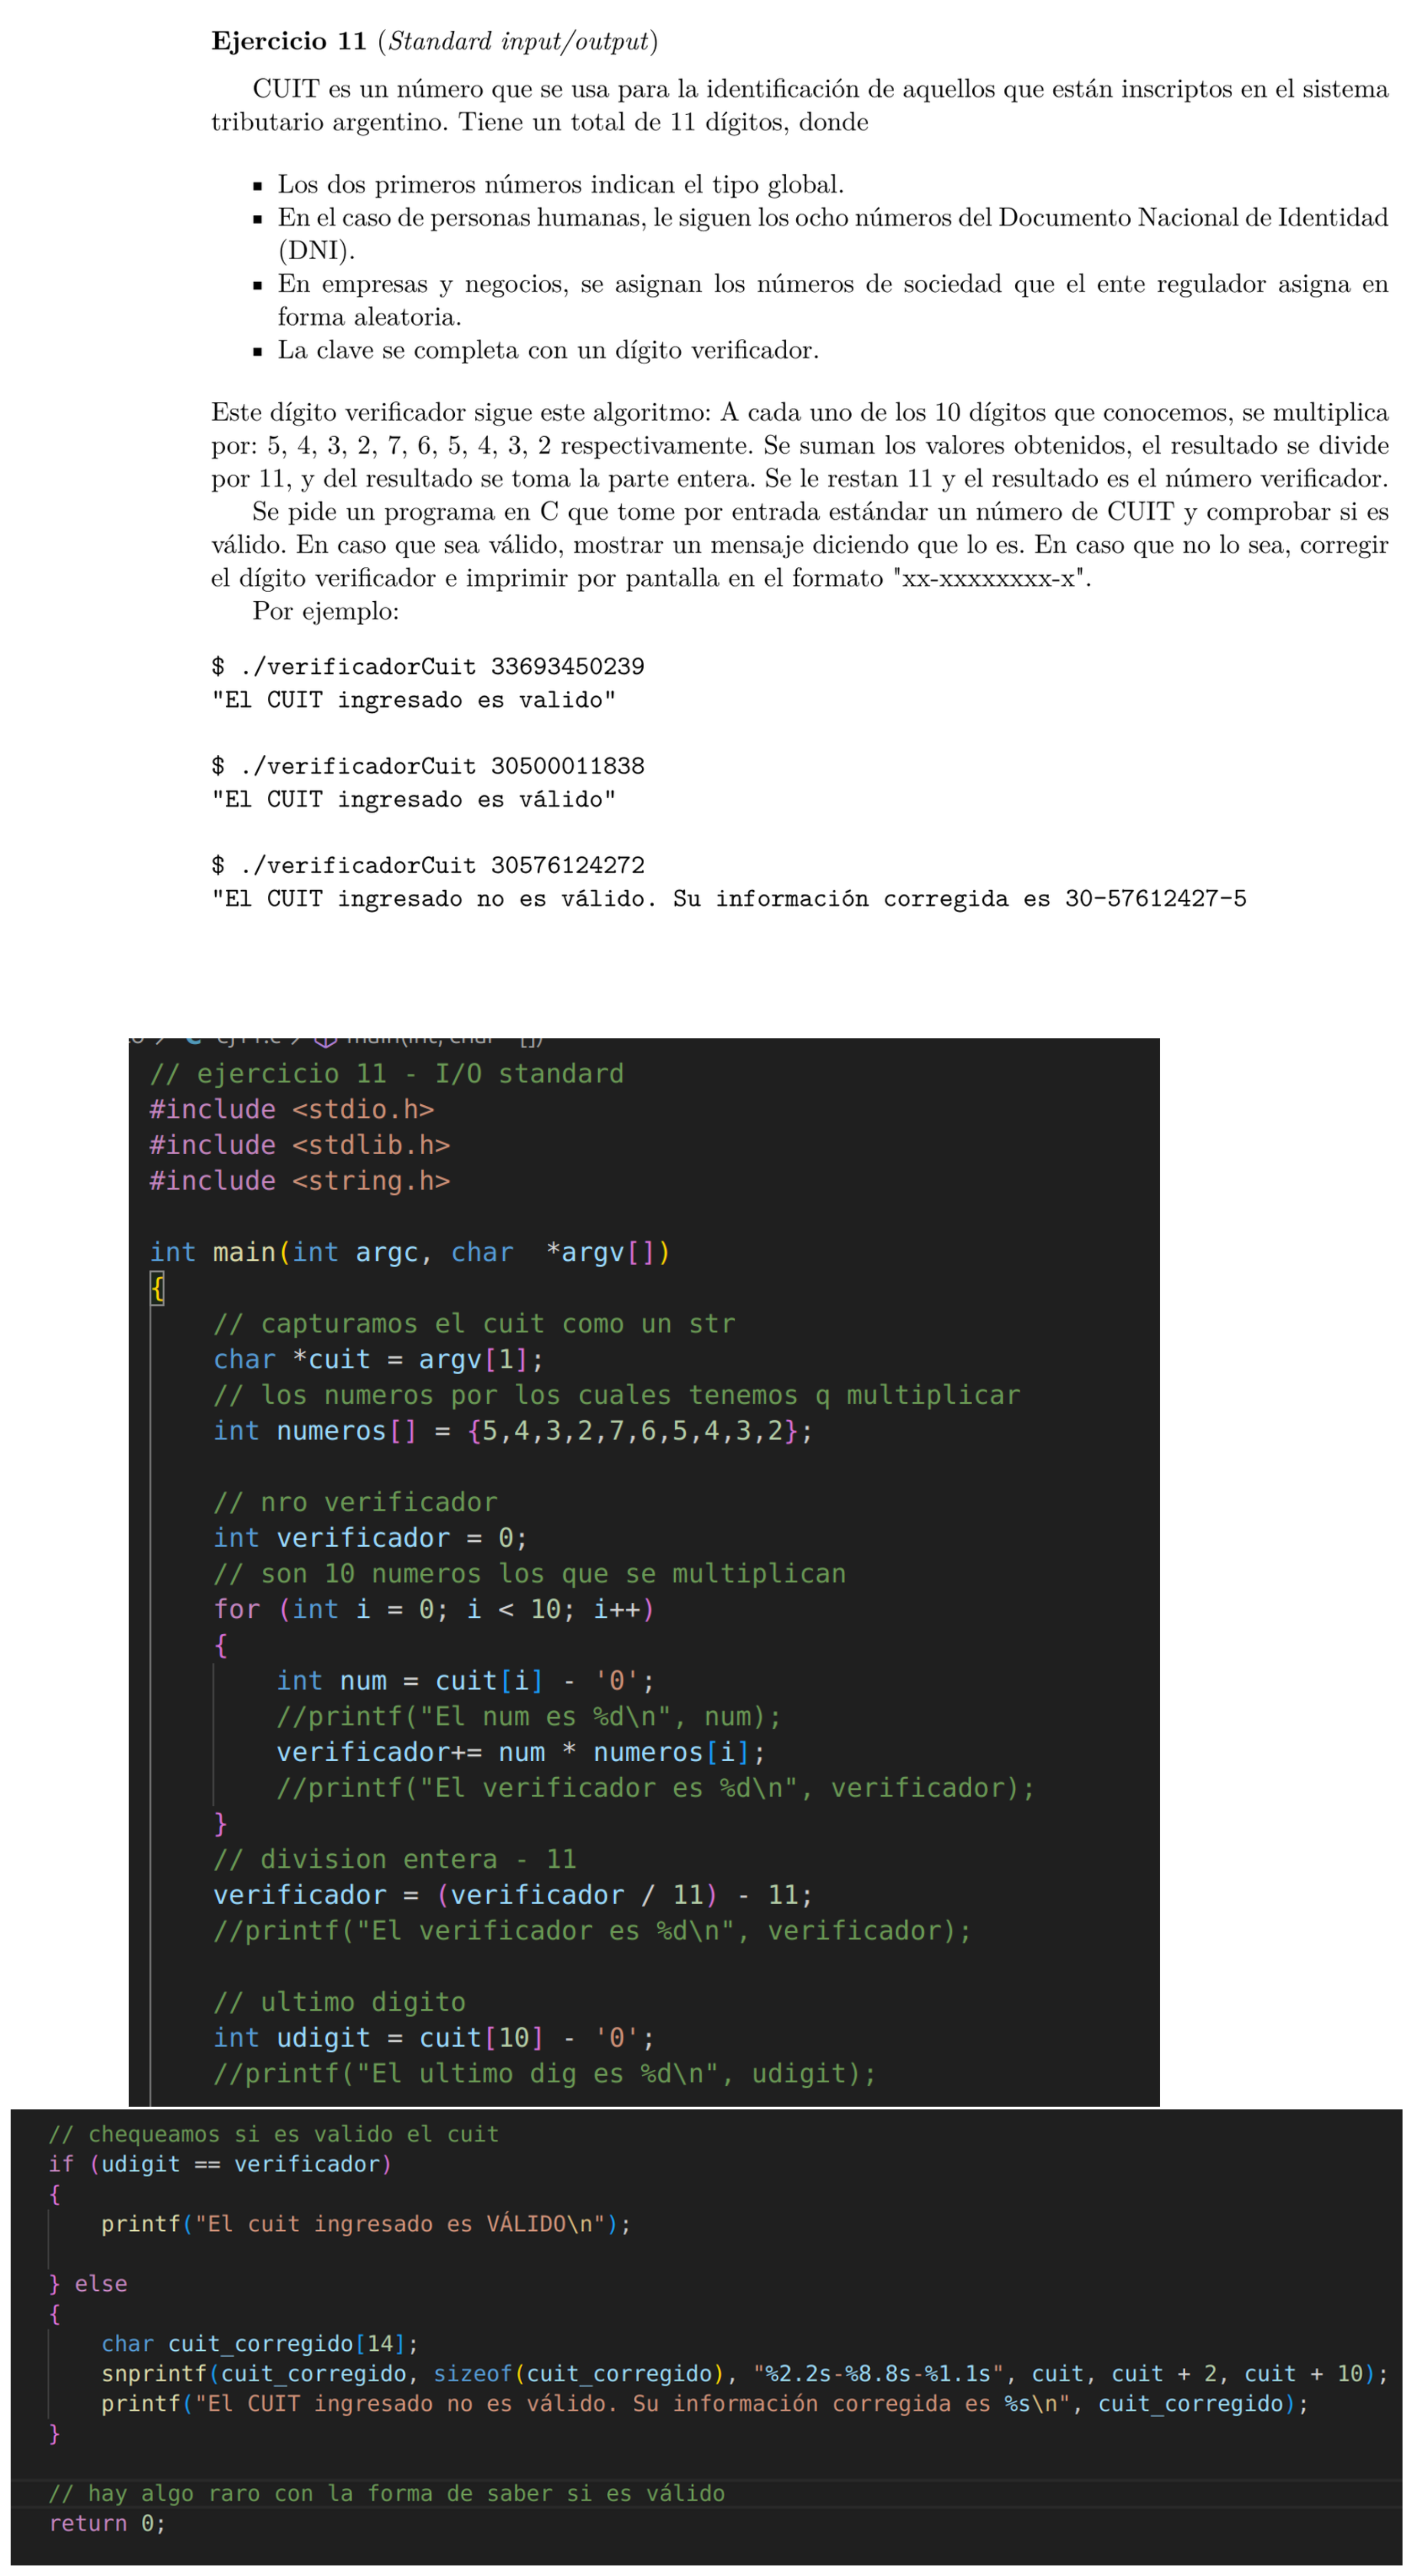 Ejercicio 11 (Standard input/output)
CUIT es un número que se usa para la identificación de aquellos que están inscriptos en el sistema
tributario argentino. Tiene un total de 11 dígitos, donde
▪ Los dos primeros números indican el tipo global.
▪ En el caso de personas humanas, le siguen los ocho números del Documento Nacional de Identidad
(DNI).
▪ En empresas y negocios, se asignan los números de sociedad que el ente regulador asigna en
forma aleatoria.
▪ La clave se completa con un dígito verificador.
Este dígito verificador sigue este algoritmo: A cada uno de los 10 dígitos que conocemos, se multiplica
por: 5, 4, 3, 2, 7, 6, 5, 4, 3, 2 respectivamente. Se suman los valores obtenidos, el resultado se divide
por 11, y del resultado se toma la parte entera. Se le restan 11 y el resultado es el número verificador.
Se pide un programa en C que tome por entrada estándar un número de CUIT y comprobar si es
válido. En caso que sea válido, mostrar un mensaje diciendo que lo es. En caso que no lo sea, corregir
el dígito verificador e imprimir por pantalla en el formato "xx-xxxxxxxx-x".
Por ejemplo:
$ ./verificadorCuit 33693450239
"El CUIT ingresado es valido"
$ ./verificadorCuit 30500011838
"El CUIT ingresado es válido"
$ ./verificadorCuit 30576124272
"El CUIT ingresado no es válido. Su información corregida es 30-57612427-5
// ejercicio 11 - I/O standard
#include <stdio.h>
#include <stdlib.h>
#include <string.h>
int main(int argc, char  *argv[])
{
// capturamos el cuit como un str
char *cuit = argv[1];
// los numeros por los cuales tenemos q multiplicar
int numeros[] = {5,4,3,2,7,6,5,4,3,2};
// nro verificador
int verificador = 0;
// son 10 numeros los que se multiplican
for (int i = 0; i < 10; i++)
{
int num = cuit[i] - '0';
//printf("El num es %d\n", num);
verificador+= num * numeros[i];
//printf("El verificador es %d\n", verificador);
}
// division entera - 11
verificador = (verificador / 11) - 11;
//printf("El verificador es %d\n", verificador);
// ultimo digito
int udigit = cuit[10] - '0';
//printf("El ultimo dig es %d\n", udigit);
// chequeamos si es valido el cuit
if (udigit == verificador)
{
printf("El cuit ingresado es VÁLIDO\n");
} else
{
char cuit_corregido[14];
snprintf(cuit_corregido, sizeof(cuit_corregido), "%2.2s-%8.8s-%1.1s", cuit, cuit + 2, cuit + 10);
printf("El CUIT ingresado no es válido. Su información corregida es %s\n", cuit_corregido);
}
// hay algo raro con la forma de saber si es válido
return 0;